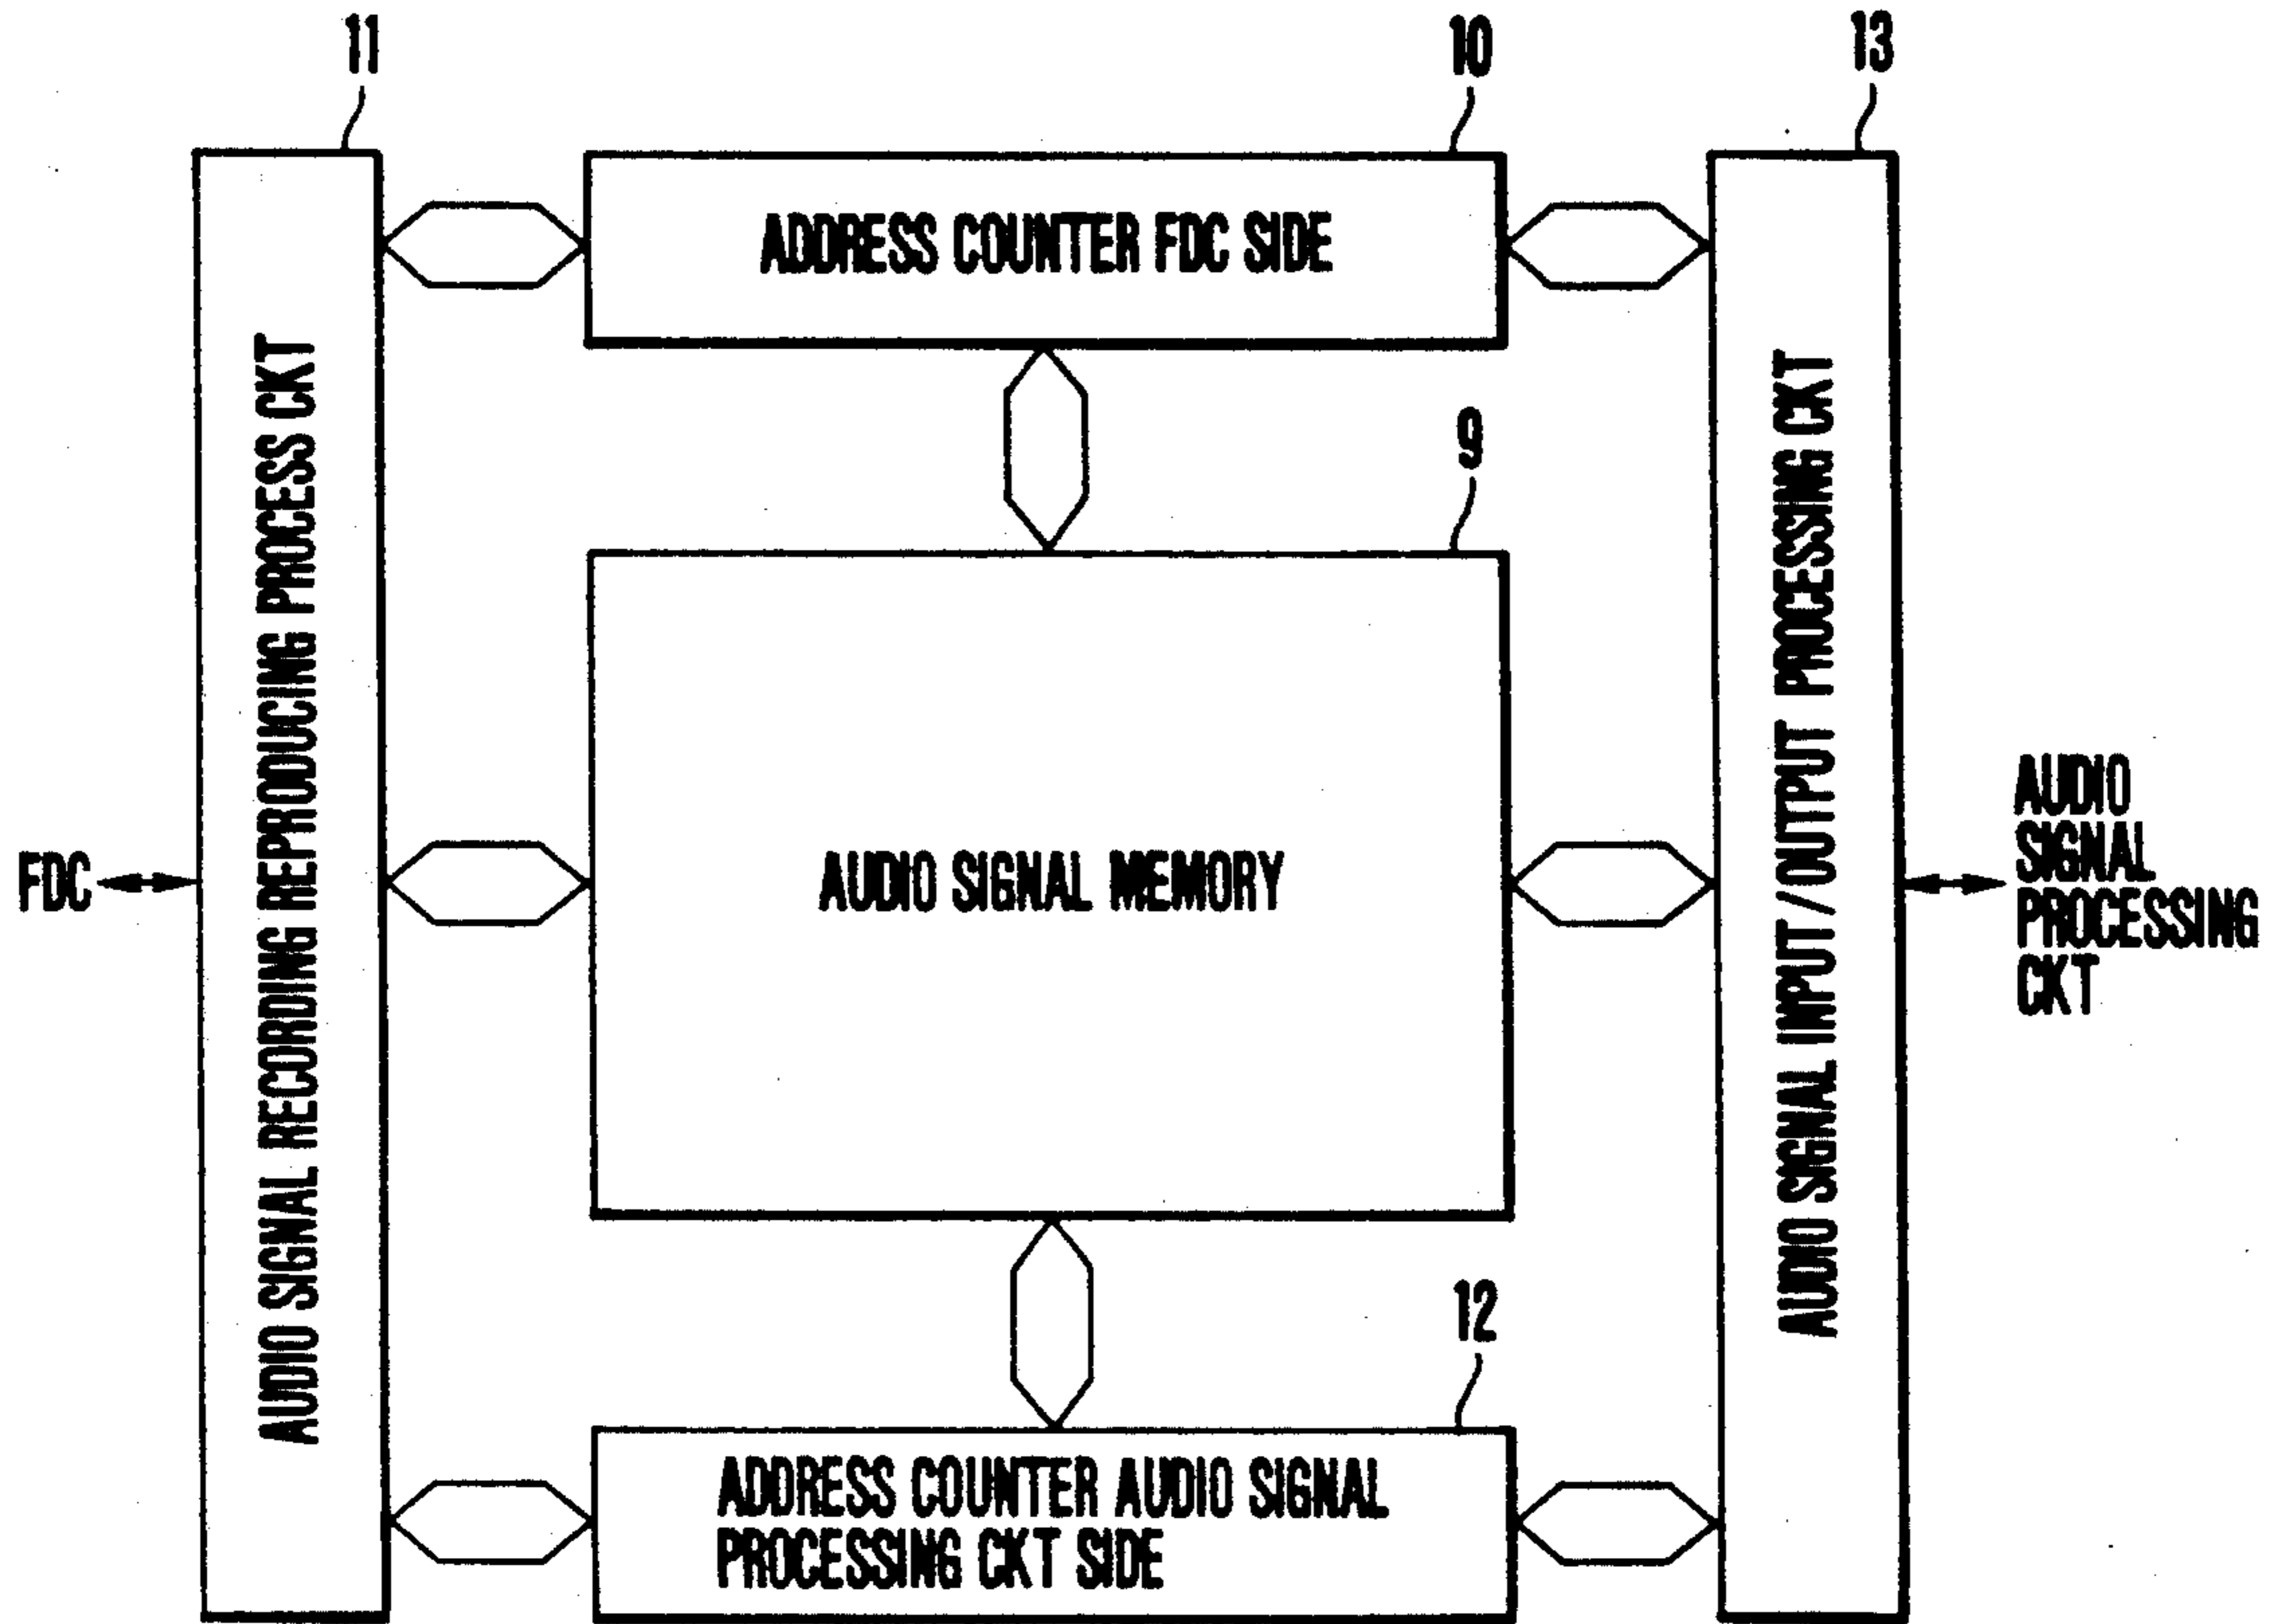 11
10
13
ADDRESS COUNTER FDC SIDE
AUDIO SIGNAL RECORDING REPRODUCING PROCESS CKT
9
AUDIO SIGNAL INPUT/OUTPUT PROCESSING CKT
FDC
AUDIO SIGNAL MEMORY
AUDIO
SIGNAL
PROCESSING
CKT
12
ADDRESS COUNTER AUDIO SIGNAL
PROCESSING CKT SIDE